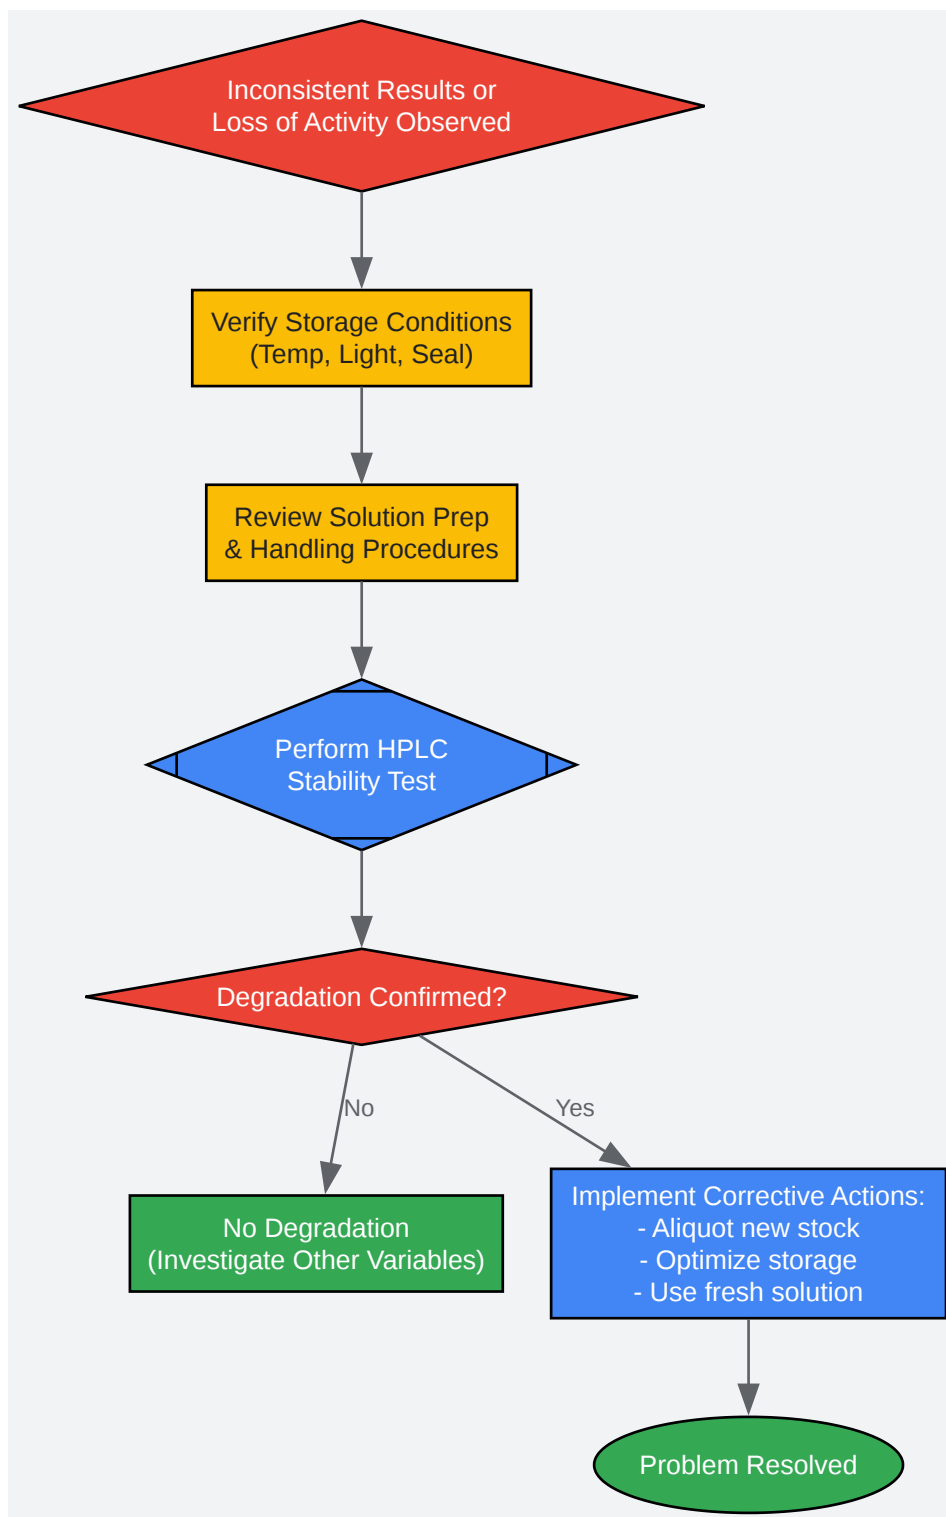 Inconsistent Results or
Loss of Activity Observed
Verify Storage Conditions
(Temp, Light, Seal)
Review Solution Prep
& Handling Procedures
Perform HPLC
Stability Test
Degradation Confirmed?
No
Yes
No Degradation
(Investigate Other Variables)
Implement Corrective Actions:
- Aliquot new stock
- Optimize storage
- Use fresh solution
Problem Resolved